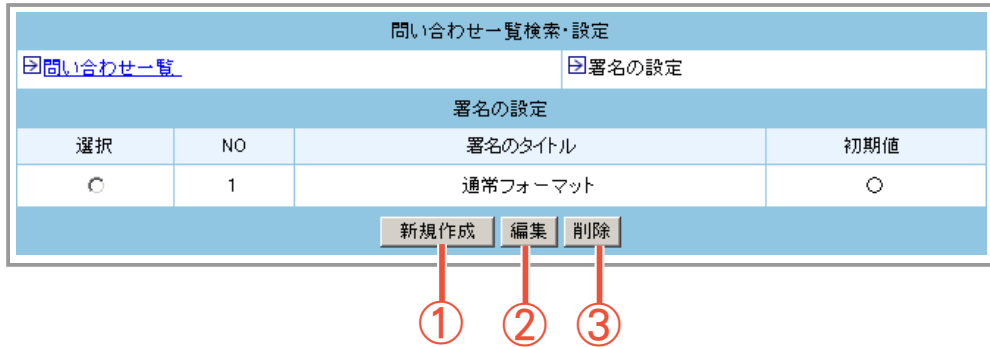 問い合わせ一覧検索・設定
問い合わせ一覧 署名の設定
署名の設定
選択 NO 署名のタイトル 初期値
1 通常フォーマット ○
新規作成 編集 削除
① ② ③